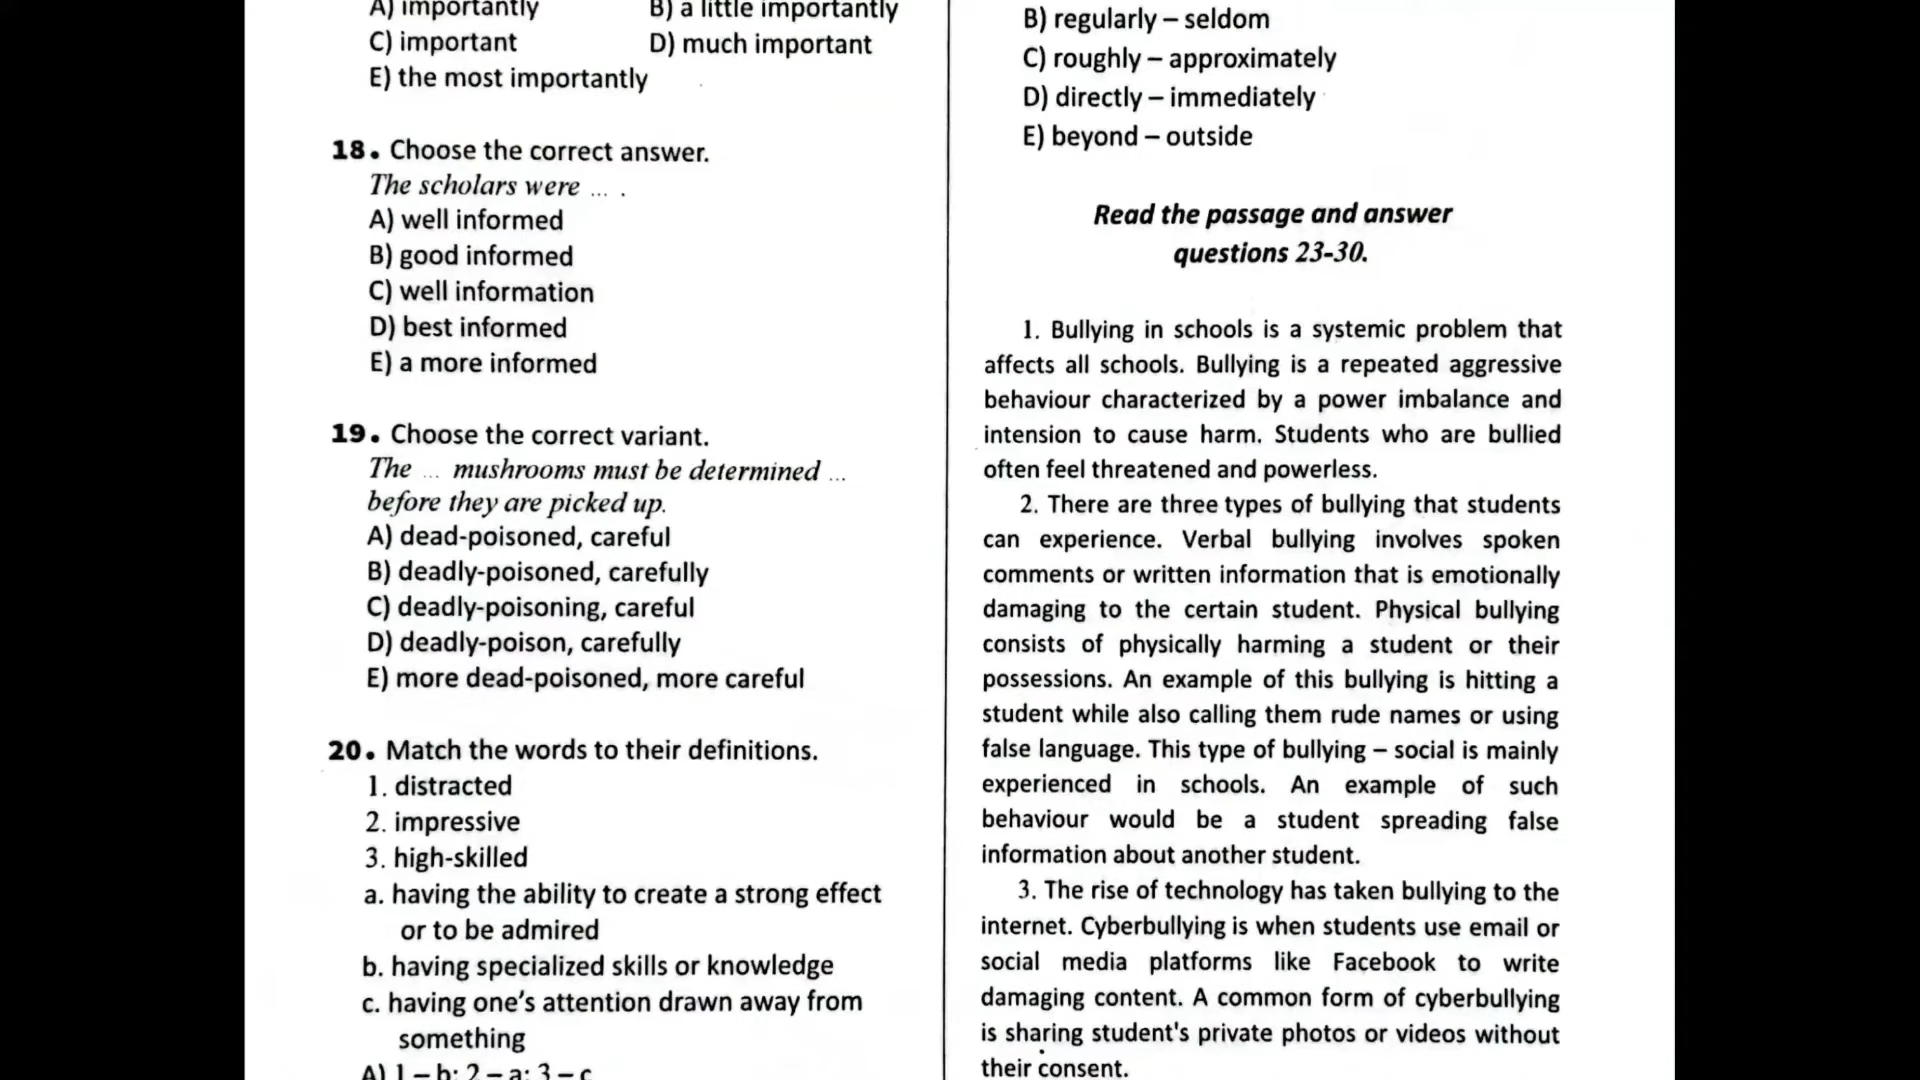 A) importantly B) a little importantly
C) important D) much important
E) the most importantly
18. Choose the correct answer.
The scholars were ... .
A) well informed
B) good informed
C) well information
D) best informed
E) a more informed
19. Choose the correct variant.
The ... mushrooms must be determined ...
before they are picked up.
A) dead-poisoned, careful
B) deadly-poisoned, carefully
C) deadly-poisoning, careful
D) deadly-poison, carefully
E) more dead-poisoned, more careful
20. Match the words to their definitions.
1. distracted
2. impressive
3. high-skilled
a. having the ability to create a strong effect
or to be admired
b. having specialized skills or knowledge
c. having one's attention drawn away from
something
A) 1 – b; 2 – a; 3 – c
B) regularly – seldom
C) roughly – approximately
D) directly – immediately
E) beyond – outside
Read the passage and answer
questions 23-30.
1. Bullying in schools is a systemic problem that
affects all schools. Bullying is a repeated aggressive
behaviour characterized by a power imbalance and
intension to cause harm. Students who are bullied
often feel threatened and powerless.
2. There are three types of bullying that students
can experience. Verbal bullying involves spoken
comments or written information that is emotionally
damaging to the certain student. Physical bullying
consists of physically harming a student or their
possessions. An example of this bullying is hitting a
student while also calling them rude names or using
false language. This type of bullying – social is mainly
experienced in schools. An example of such
behaviour would be a student spreading false
information about another student.
3. The rise of technology has taken bullying to the
internet. Cyberbullying is when students use email or
social media platforms like Facebook to write
damaging content. A common form of cyberbullying
is sharing student's private photos or videos without
their consent.